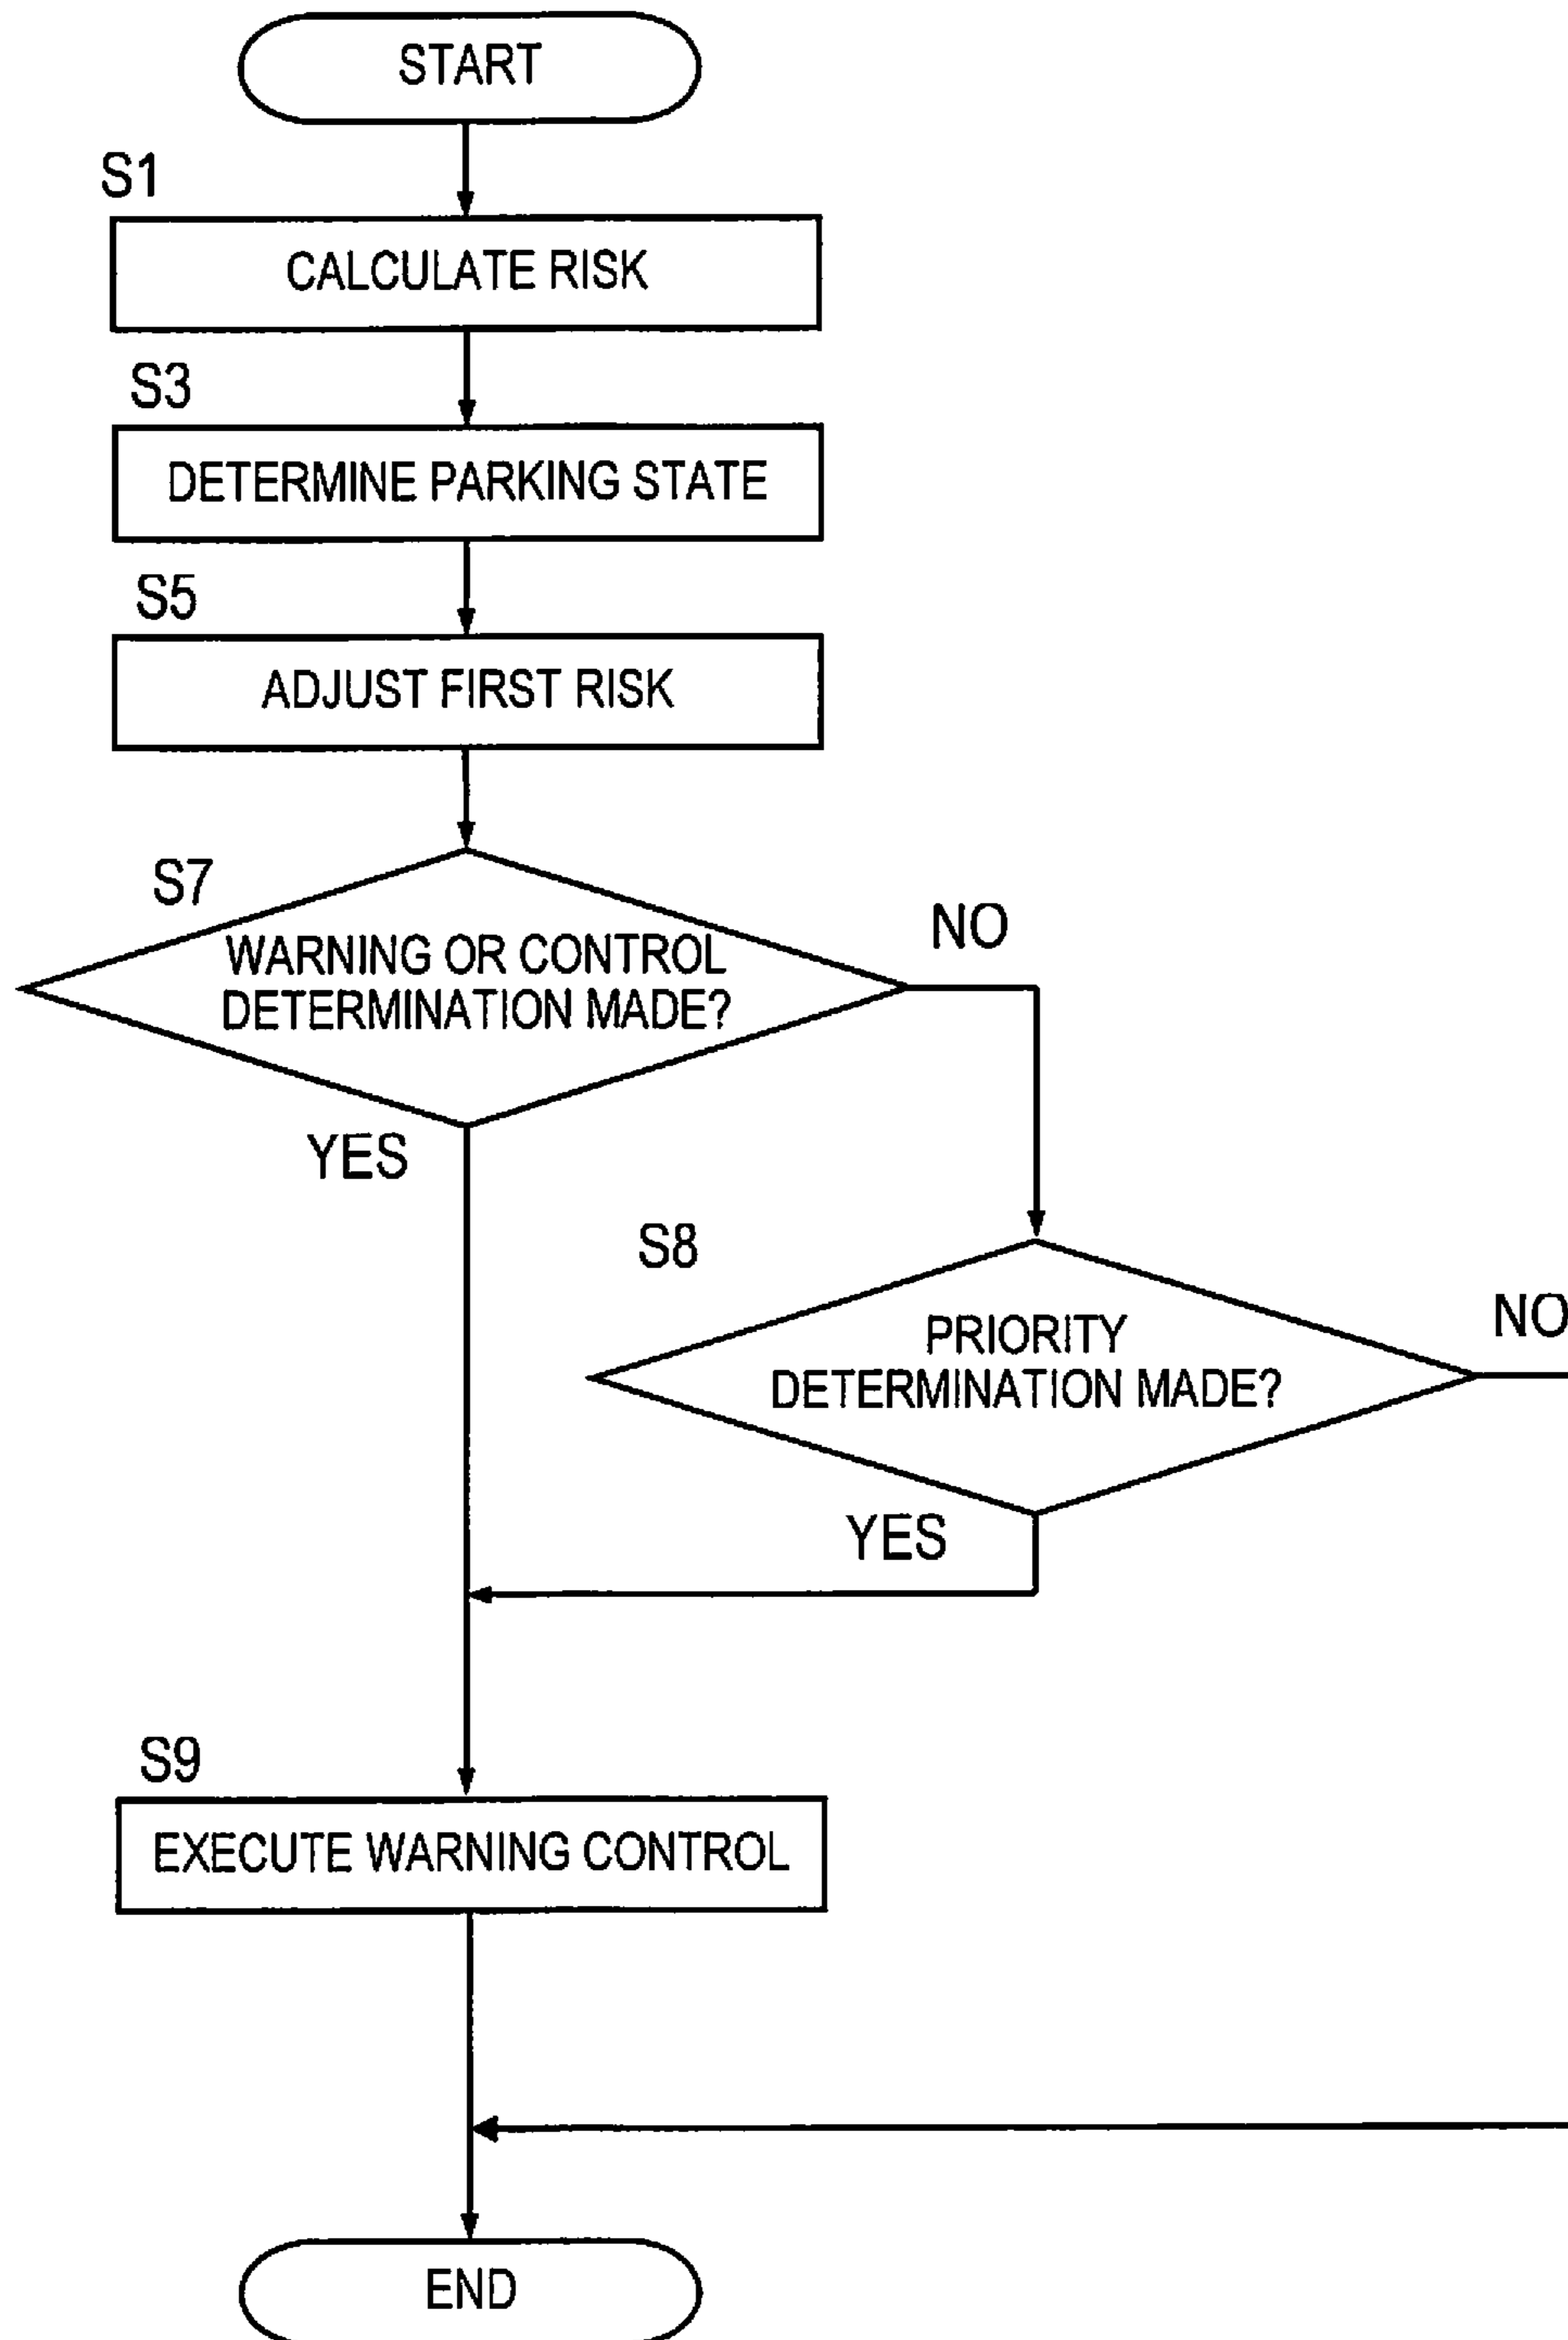 START
S1
CALCULATE RISK
S3
DETERMINE PARKING STATE
S5
ADJUST FIRST RISK
S7
WARNING OR CONTROL
DETERMINATION MADE?
NO
YES
S8
PRIORITY
DETERMINATION MADE?
NO
YES
S9
EXECUTE WARNING CONTROL
END